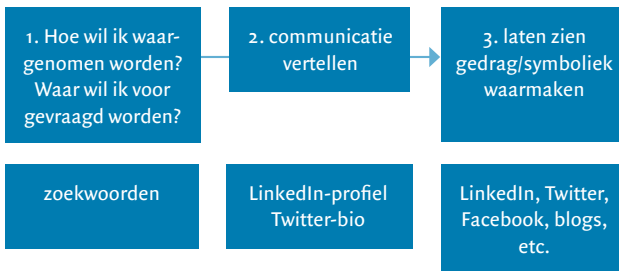 1. Hoe wil ik waar-
genomen worden?
Waar wil ik voor
gevraagd worden?
2. communicatie
vertellen
3. laten zien
gedrag/symboliek
waarmaken
zoekwoorden
LinkedIn-profiel
Twitter-bio
LinkedIn, Twitter,
Facebook, blogs,
etc.